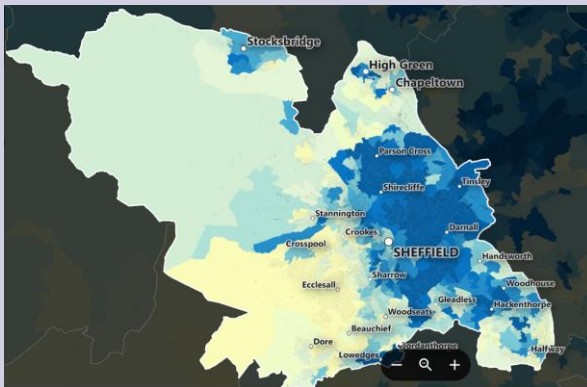 Stocksbridge
High Green
Chapeltown
Parson Cross
Shirecliffe
Tinsley
Stannington
Crookes
Darnall
Crosspool
SHEFFIELD
Handsworth
Sharrow
Ecclesall
Woodhouse
Gleadless
Hackenthorpe
Woodseats
Beauchief
Dore
Jordanthorpe
Halfway
Lowedges